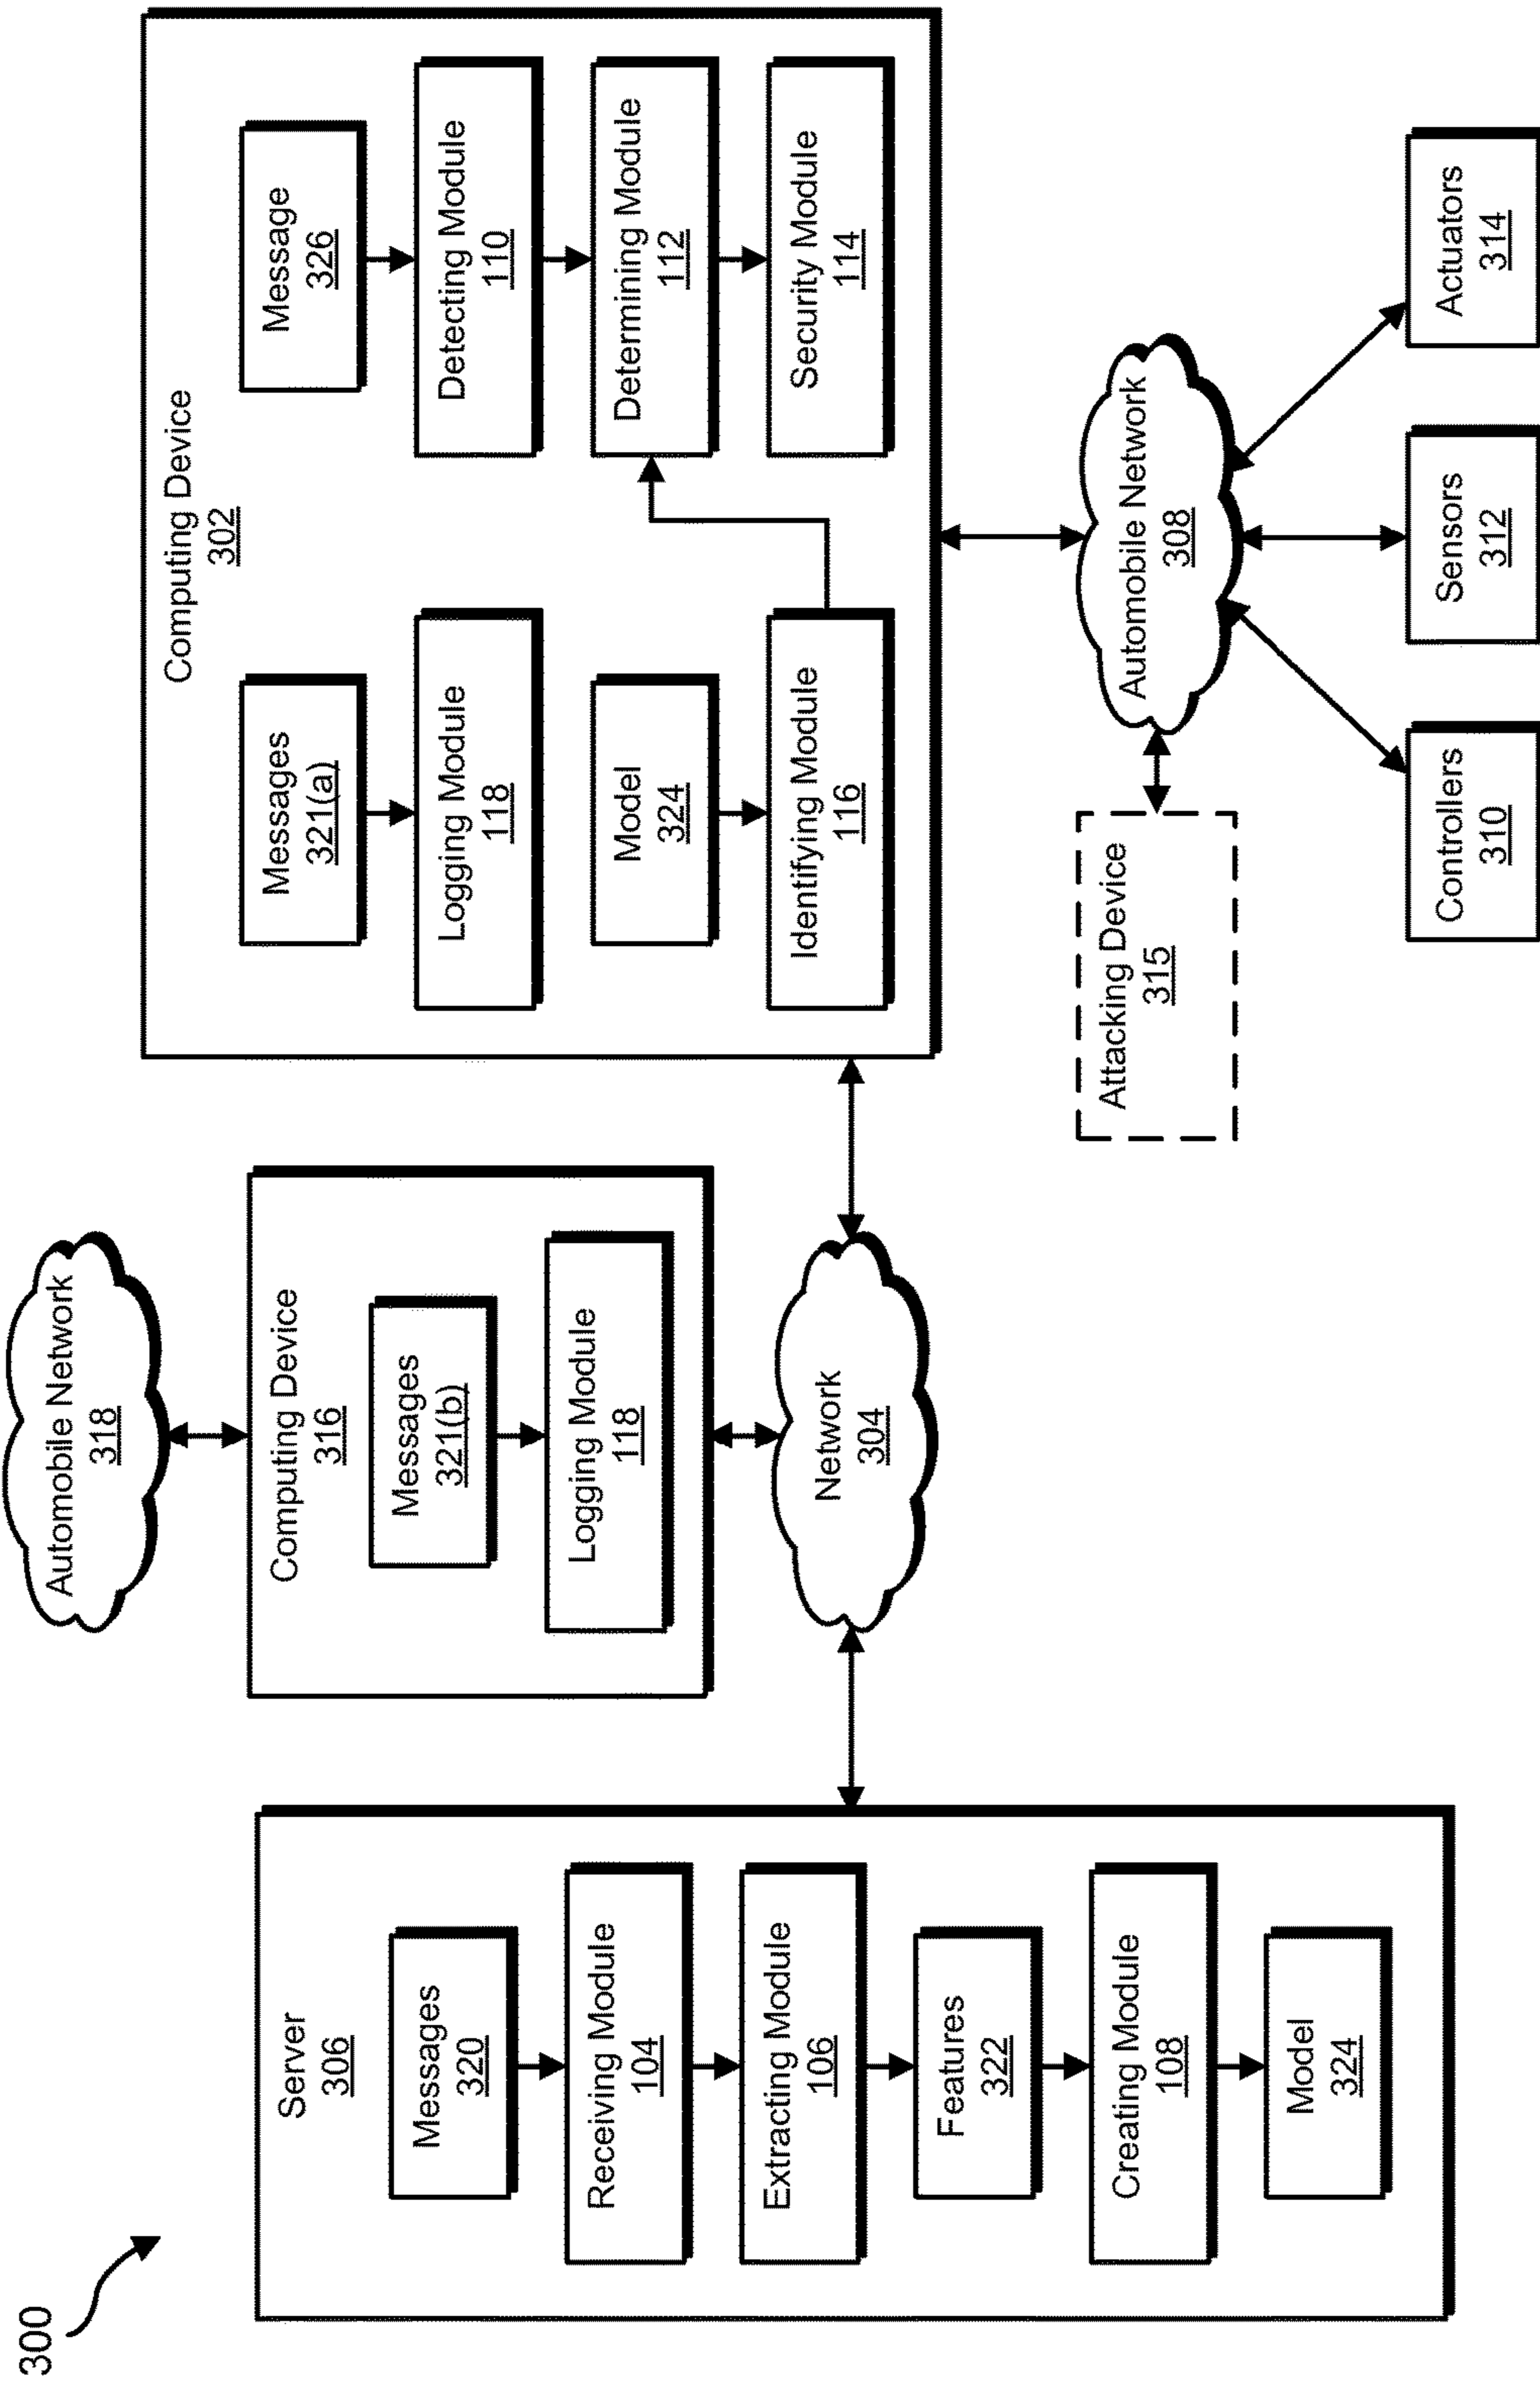 300
Server
306
Messages
320
Receiving Module
104
Extracting Module
106
Features
322
Creating Module
108
Model
324
Automobile Network
318
Computing Device
316
Messages
321(b)
Logging Module
118
Network
304
Computing Device
302
Messages
321(a)
Logging Module
118
Model
324
Identifying Module
116
Message
326
Detecting Module
110
Determining Module
112
Security Module
114
Attacking Device
315
Automobile Network
308
Controllers
310
Sensors
312
Actuators
314